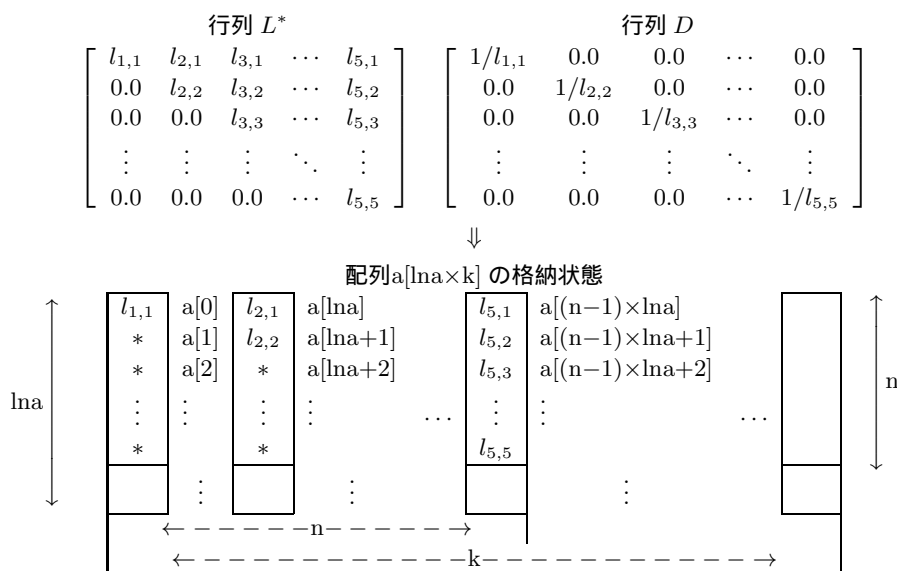 行列 L* 行列 D
l1,1 l2,1 l3,1 ⋯ l5,1 1/l1,1 0.0 0.0 ⋯ 0.0
0.0 l2,2 l3,2 ⋯ l5,2 0.0 1/l2,2 0.0 ⋯ 0.0
0.0 0.0 l3,3 ⋯ l5,3 0.0 0.0 1/l3,3 ⋯ 0.0
⋮ ⋮ ⋮ ⋱ ⋮ ⋮ ⋮ ⋮ ⋱ ⋮
0.0 0.0 0.0 ⋯ l5,5 0.0 0.0 0.0 ⋯ 1/l5,5
⇓
配列a[lna×k] の格納状態
l1,1 a[0] l2,1 a[lna] l5,1 a[(n−1)×lna]
* a[1] l2,2 a[lna+1] l5,2 a[(n−1)×lna+1]
* a[2] * a[lna+2] l5,3 a[(n−1)×lna+2]
n
lna ⋮ ⋮ ⋮ ⋮ ⋯ ⋮ ⋮ ⋯
* * l5,5
⋮ ⋮ ⋮
n
k